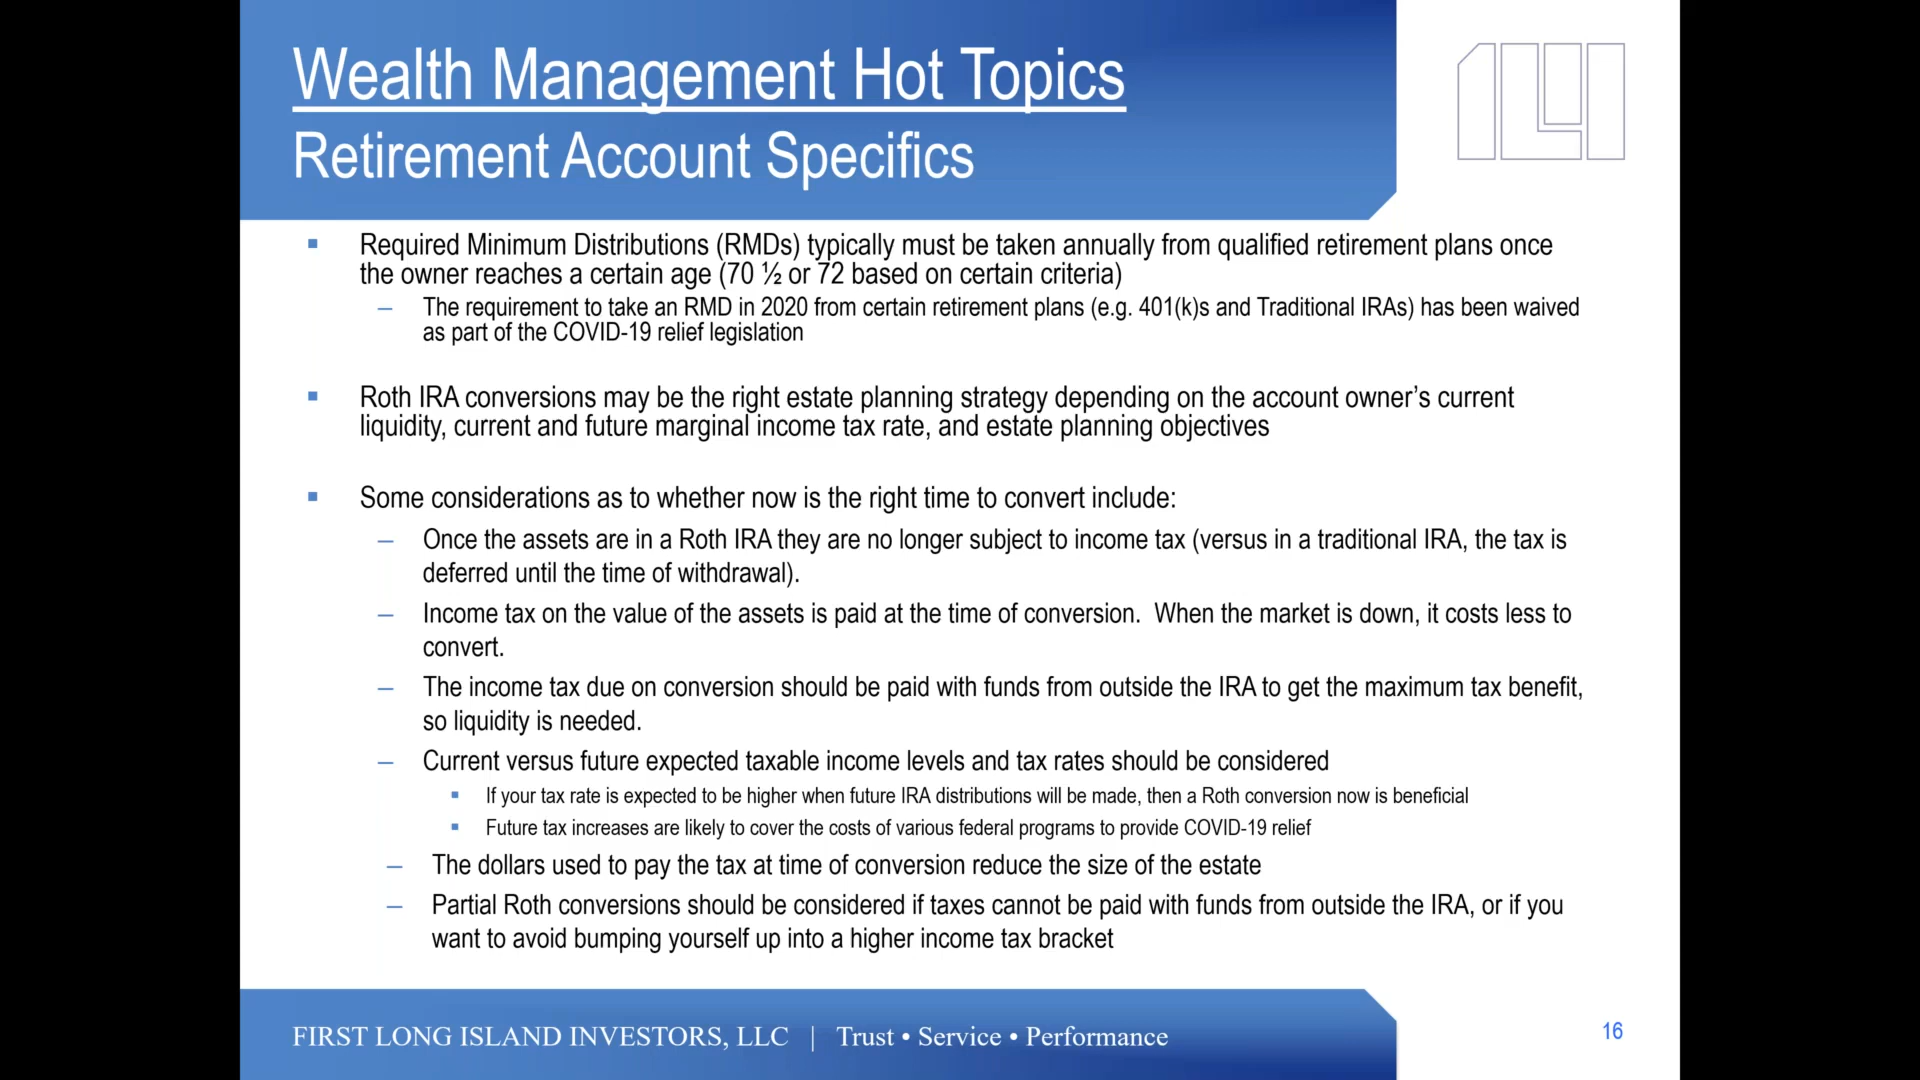 Wealth Management Hot Topics
Retirement Account Specifics
▪ Required Minimum Distributions (RMDs) typically must be taken annually from qualified retirement plans once
the owner reaches a certain age (70 ½ or 72 based on certain criteria)
– The requirement to take an RMD in 2020 from certain retirement plans (e.g. 401(k)s and Traditional IRAs) has been waived
as part of the COVID-19 relief legislation
▪ Roth IRA conversions may be the right estate planning strategy depending on the account owner’s current
liquidity, current and future marginal income tax rate, and estate planning objectives
▪ Some considerations as to whether now is the right time to convert include:
– Once the assets are in a Roth IRA they are no longer subject to income tax (versus in a traditional IRA, the tax is
deferred until the time of withdrawal).
– Income tax on the value of the assets is paid at the time of conversion.  When the market is down, it costs less to
convert.
– The income tax due on conversion should be paid with funds from outside the IRA to get the maximum tax benefit,
so liquidity is needed.
– Current versus future expected taxable income levels and tax rates should be considered
▪ If your tax rate is expected to be higher when future IRA distributions will be made, then a Roth conversion now is beneficial
▪ Future tax increases are likely to cover the costs of various federal programs to provide COVID-19 relief
– The dollars used to pay the tax at time of conversion reduce the size of the estate
– Partial Roth conversions should be considered if taxes cannot be paid with funds from outside the IRA, or if you
want to avoid bumping yourself up into a higher income tax bracket
FIRST LONG ISLAND INVESTORS, LLC | Trust • Service • Performance
16